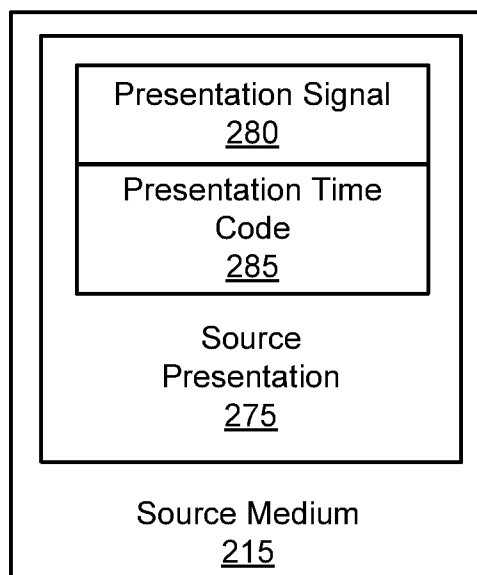 Presentation Signal
280
Presentation Time
Code
285
Source
Presentation
275
Source Medium
215